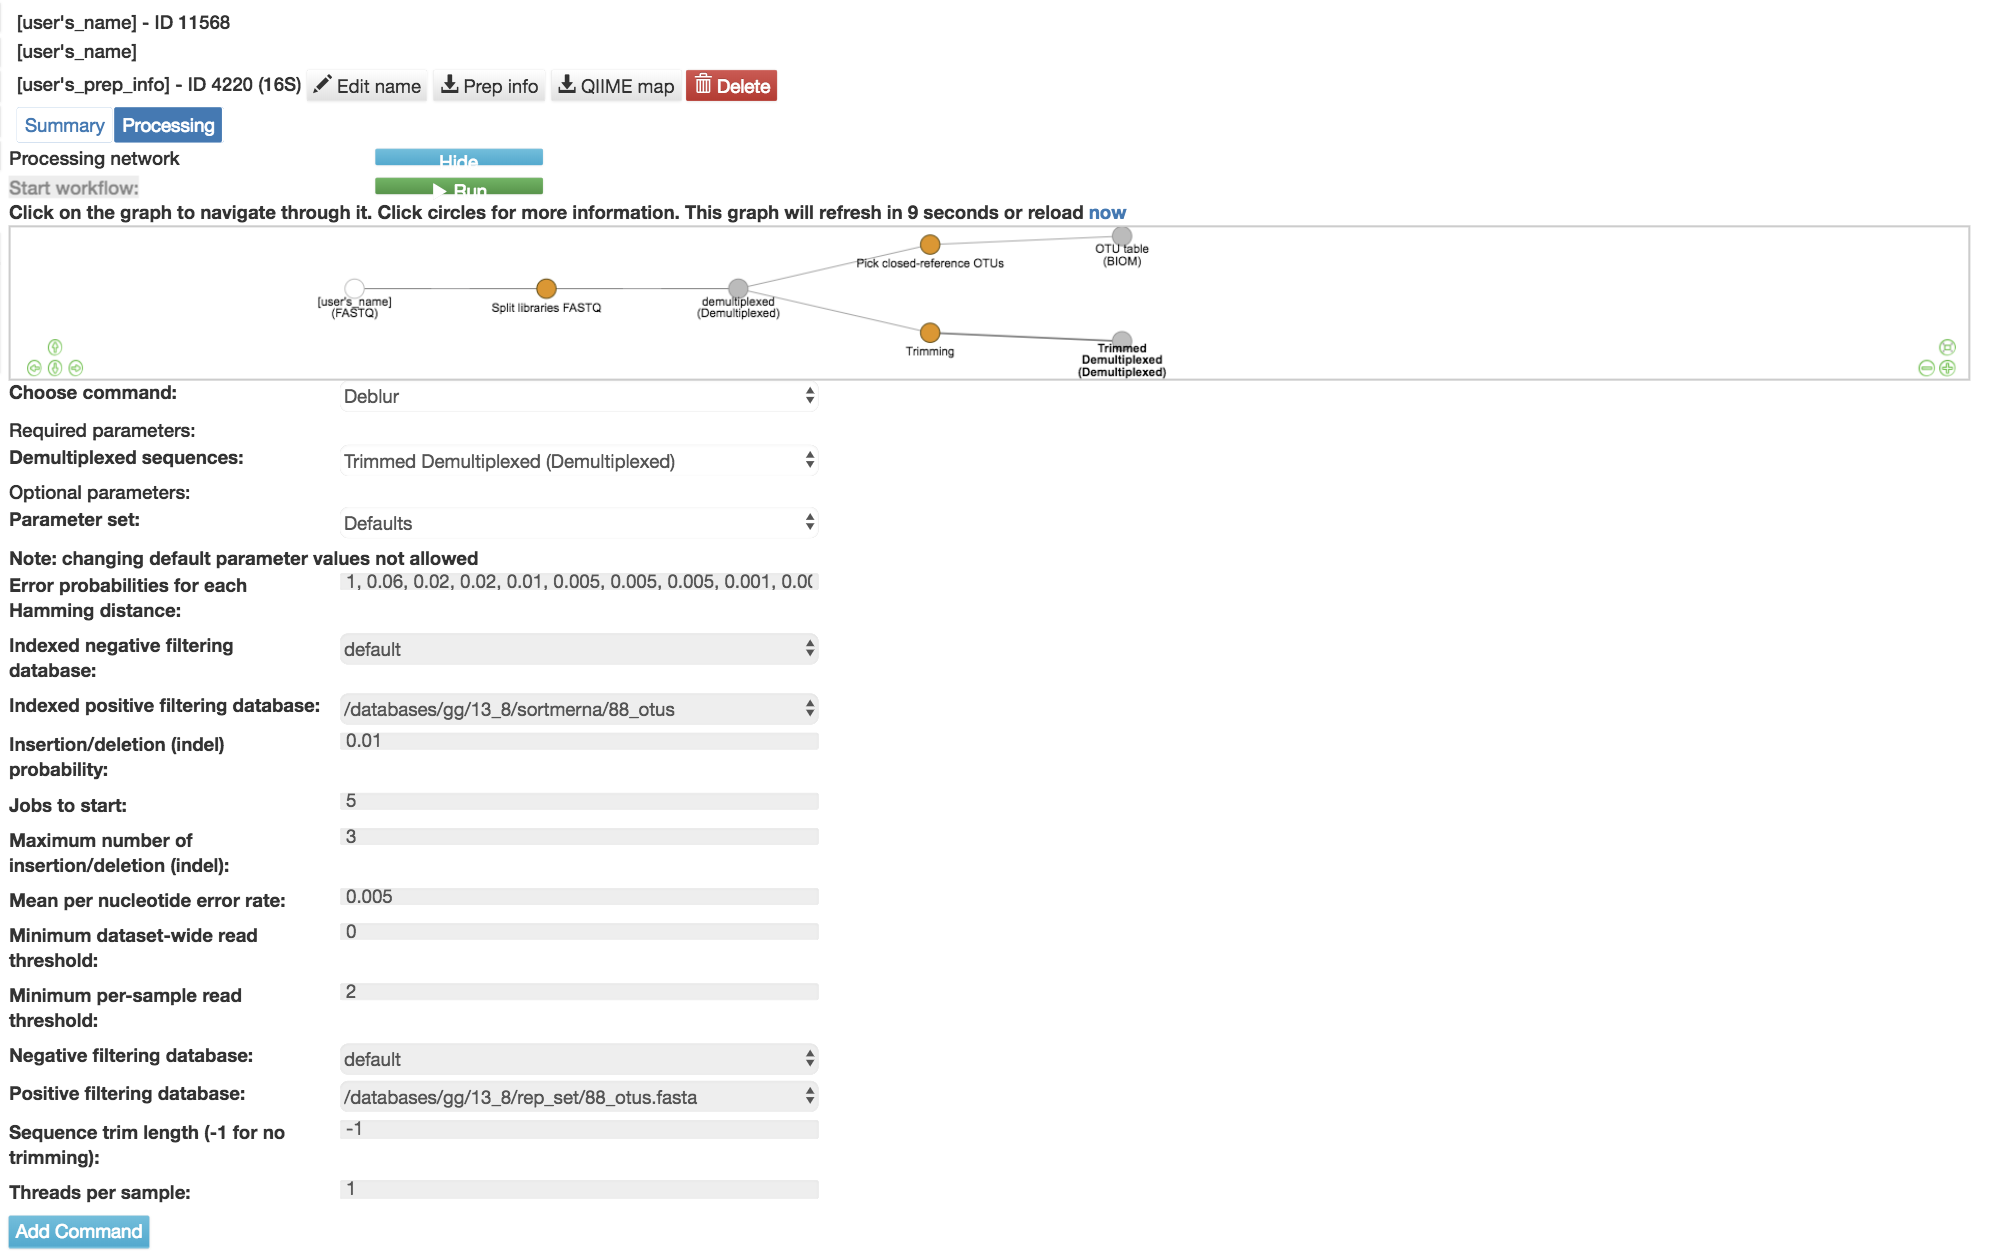 [user's_name] - ID 11568
[user's_name]
[user's_prep_info] - ID 4220 (16S) Edit name Prep info QIIME map Delete
Summary Processing
Processing network Hide
Start workflow: Run
Click on the graph to navigate through it. Click circles for more information. This graph will refresh in 9 seconds or reload now
OTU table
(BIOM)
Pick closed-reference OTUs
[user's_name]
(FASTQ)
Split libraries FASTQ
demultiplexed
(Demultiplexed)
Trimming
Trimmed
Demultiplexed
(Demultiplexed)
Choose command: Deblur
Required parameters:
Demultiplexed sequences: Trimmed Demultiplexed (Demultiplexed)
Optional parameters:
Parameter set: Defaults
Note: changing default parameter values not allowed
Error probabilities for each 1, 0.06, 0.02, 0.02, 0.01, 0.005, 0.005, 0.005, 0.001, 0.00
Hamming distance:
Indexed negative filtering default
database:
Indexed positive filtering database: /databases/gg/13_8/sortmerna/88_otus
Insertion/deletion (indel) 0.01
probability:
Jobs to start: 5
Maximum number of 3
insertion/deletion (indel):
Mean per nucleotide error rate: 0.005
Minimum dataset-wide read 0
threshold:
Minimum per-sample read 2
threshold:
Negative filtering database: default
Positive filtering database: /databases/gg/13_8/rep_set/88_otus.fasta
Sequence trim length (-1 for no -1
trimming):
Threads per sample: 1
Add Command